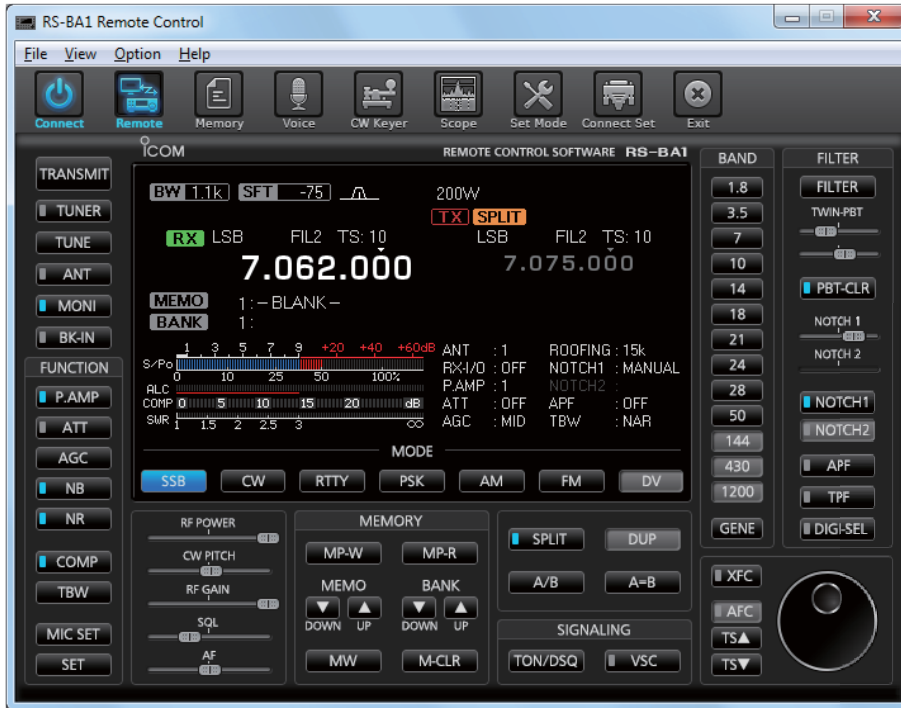 RS-BA1 Remote Control
File View Option Help
Connect Remote Memory Voice CW Keyer Scope Set Mode Connect Set Exit
ICOM REMOTE CONTROL SOFTWARE RS-BA1
TRANSMIT
TUNER
TUNE
ANT
MONI
BK-IN
FUNCTION
P.AMP
ATT
AGC
NB
NR
COMP
TBW
MIC SET
SET
BW 1.1k SFT -75 200W
TX SPLIT
RX LSB FIL2 TS: 10 LSB FIL2 TS: 10
7.062.000 7.075.000
MEMO 1: – BLANK –
BANK 1:
1 3 5 7 9 +20 +40 +60dB
S/Po
0 10 25 50 100%
ALC
COMP 0 5 10 15 20 dB
SWR 1 1.5 2 2.5 3 ∞
ANT :1 ROOFING : 15k
RX-I/O : OFF NOTCH1 : MANUAL
P.AMP : 1 NOTCH2 :
ATT : OFF APF : OFF
AGC : MID TBW : NAR
MODE
SSB CW RTTY PSK AM FM DV
RF POWER
CW PITCH
RF GAIN
SQL
AF
MEMORY
MP-W MP-R
MEMO BANK
DOWN UP DOWN UP
MW M-CLR
SPLIT DUP
A/B A=B
SIGNALING
TON/DSQ VSC
BAND
1.8
3.5
7
10
14
18
21
24
28
50
144
430
1200
GENE
FILTER
FILTER
TWIN-PBT
PBT-CLR
NOTCH 1
NOTCH 2
NOTCH1
NOTCH2
APF
TPF
DIGI-SEL
XFC
AFC
TS▲
TS▼